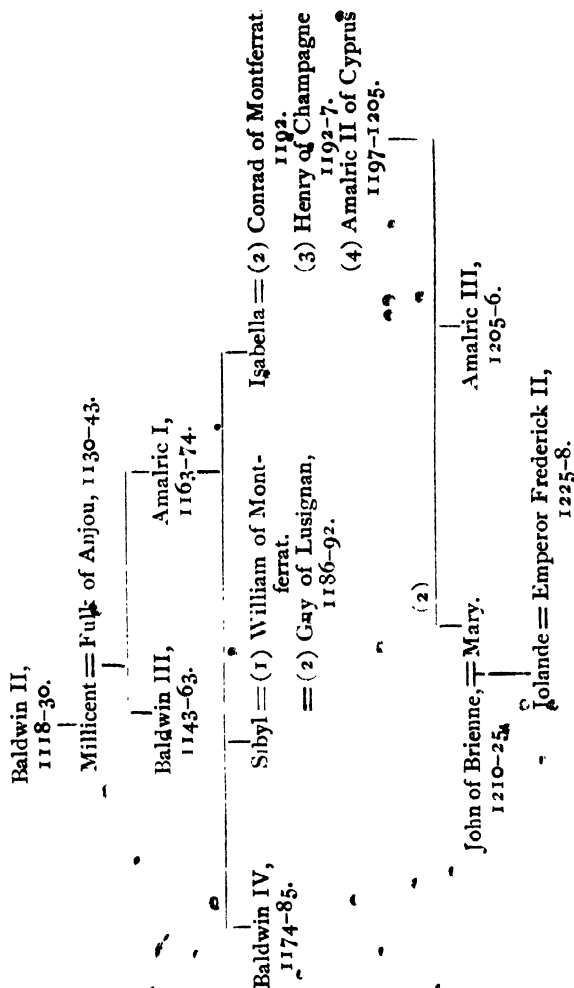 Baldwin II,
1118–30.
Millicent = Fulk of Anjou, 1130–43.
Baldwin III,
1143–63.
Amalric I,
1163–74.
Baldwin IV,
1174–85.
Sibyl = (1) William of Mont-
ferrat.
= (2) Guy of Lusignan,
1186–92.
Isabella = (2) Conrad of Montferrat
1192.
(3) Henry of Champagne
1192–7.
(4) Amalric II of Cyprus
1197–1205.
(2)
John of Brienne, = Mary.
1210–25.
Amalric III,
1205–6.
Iolande = Emperor Frederick II,
1225–8.